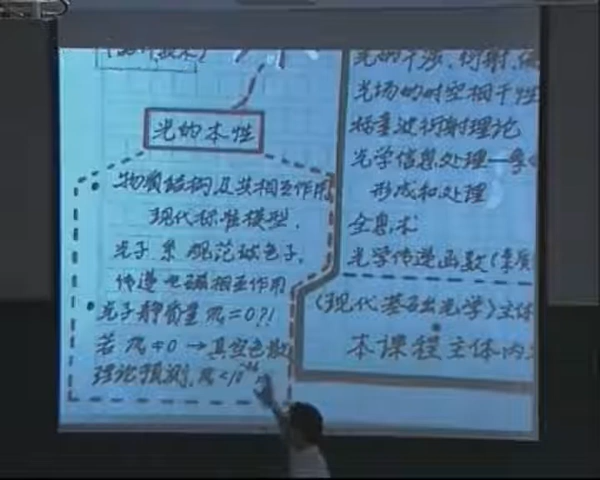 光的本性
物质结构及其相互作用
现代标准模型,
光子系规范玻色子,
传递电磁相互作用
光子静质量 m=0?!
若 m≠0 → 真空色散
理论预测, m<10
光的干涉, 衍射,
光场的时空相干性
标量波衍射理论
光学信息处理—
形成和处理
全息术
光学传递函数(
《现代基础光学》主体
本课程主体内